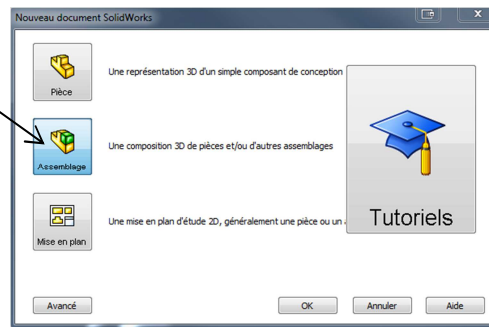 Nouveau document SolidWorks
Pièce
Une représentation 3D d'un simple composant de conception
Assemblage
Une composition 3D de pièces et/ou d'autres assemblages
Mise en plan
Une mise en plan d'étude 2D, généralement une pièce ou un
Tutoriels
Avancé
OK
Annuler
Aide